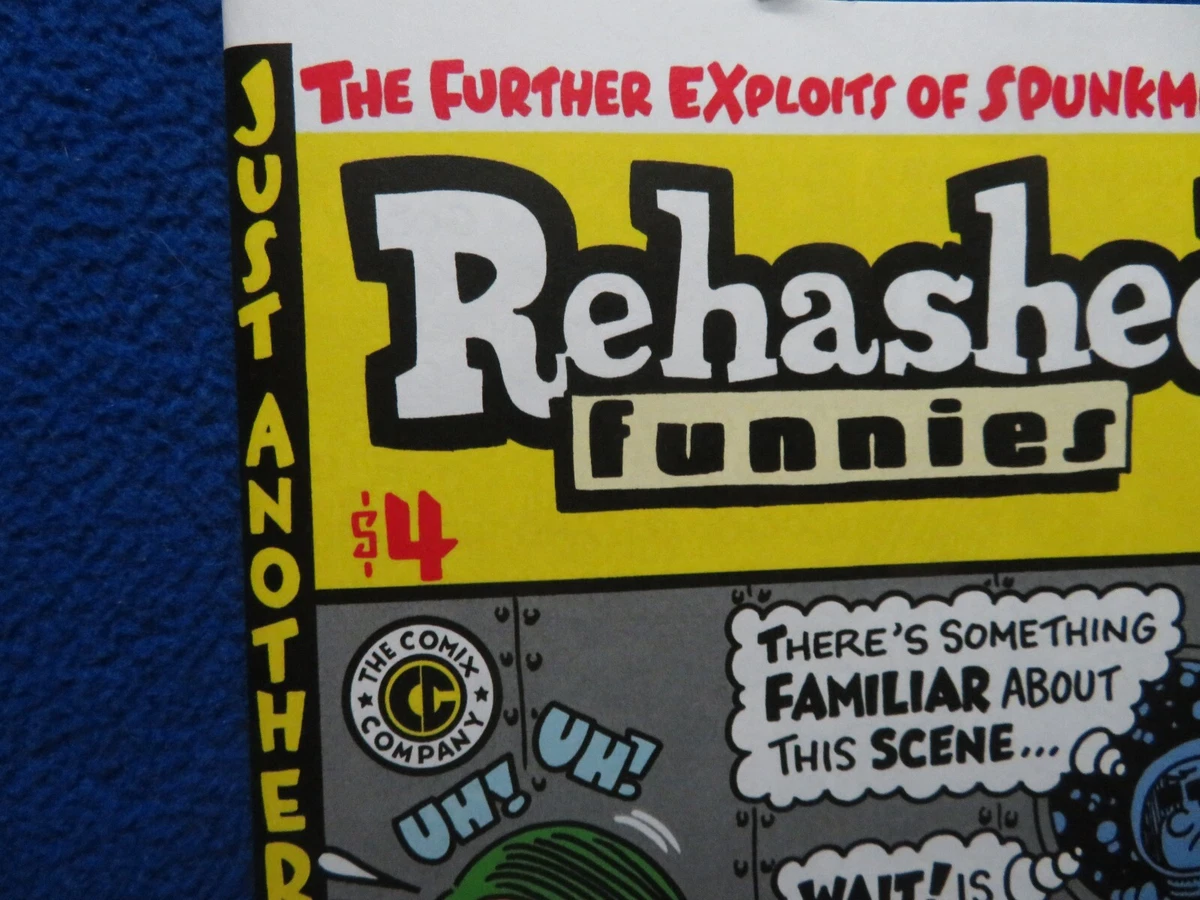 THE FURTHER EXPLOITS OF
JUST ANOTHER
Rehashe
funnies
$4
THE COMIX
CC
COMPANY
THERE'S SOMETHING
FAMILIAR ABOUT
THIS SCENE...
UH!
UH!
WAIT! IS